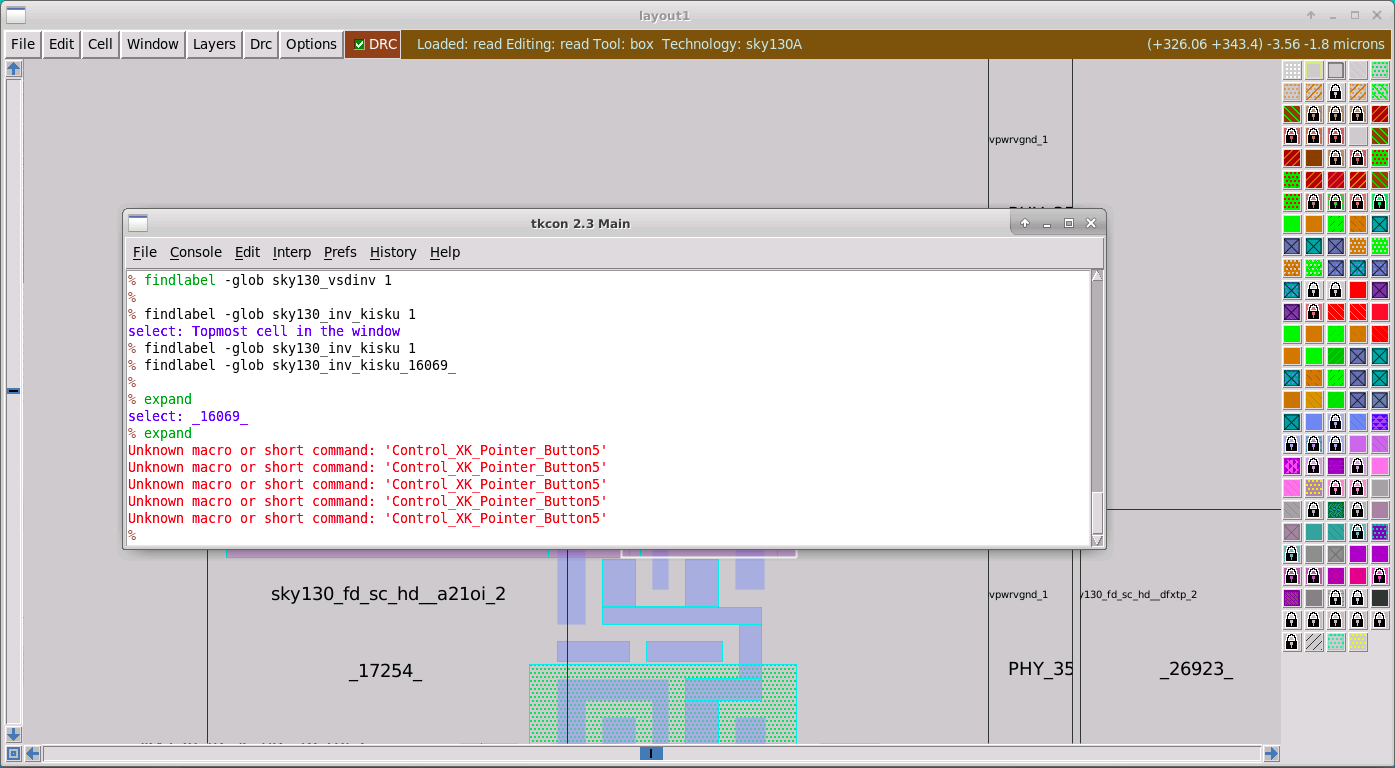 layout1
File Edit Cell Window Layers Drc Options DRC Loaded: read Editing: read Tool: box Technology: sky130A (+326.06 +343.4) -3.56 -1.8 microns
vpwrvgnd_1
tkcon 2.3 Main
File Console Edit Interp Prefs History Help
% findlabel -glob sky130_vsdinv 1
%
% findlabel -glob sky130_inv_kisku 1
select: Topmost cell in the window
% findlabel -glob sky130_inv_kisku 1
% findlabel -glob sky130_inv_kisku_16069_
%
% expand
select: _16069_
% expand
Unknown macro or short command: 'Control_XK_Pointer_Button5'
Unknown macro or short command: 'Control_XK_Pointer_Button5'
Unknown macro or short command: 'Control_XK_Pointer_Button5'
Unknown macro or short command: 'Control_XK_Pointer_Button5'
Unknown macro or short command: 'Control_XK_Pointer_Button5'
%
sky130_fd_sc_hd__a21oi_2 vpwrvgnd_1 y130_fd_sc_hd__dfxtp_2
_17254_ PHY_35 _26923_